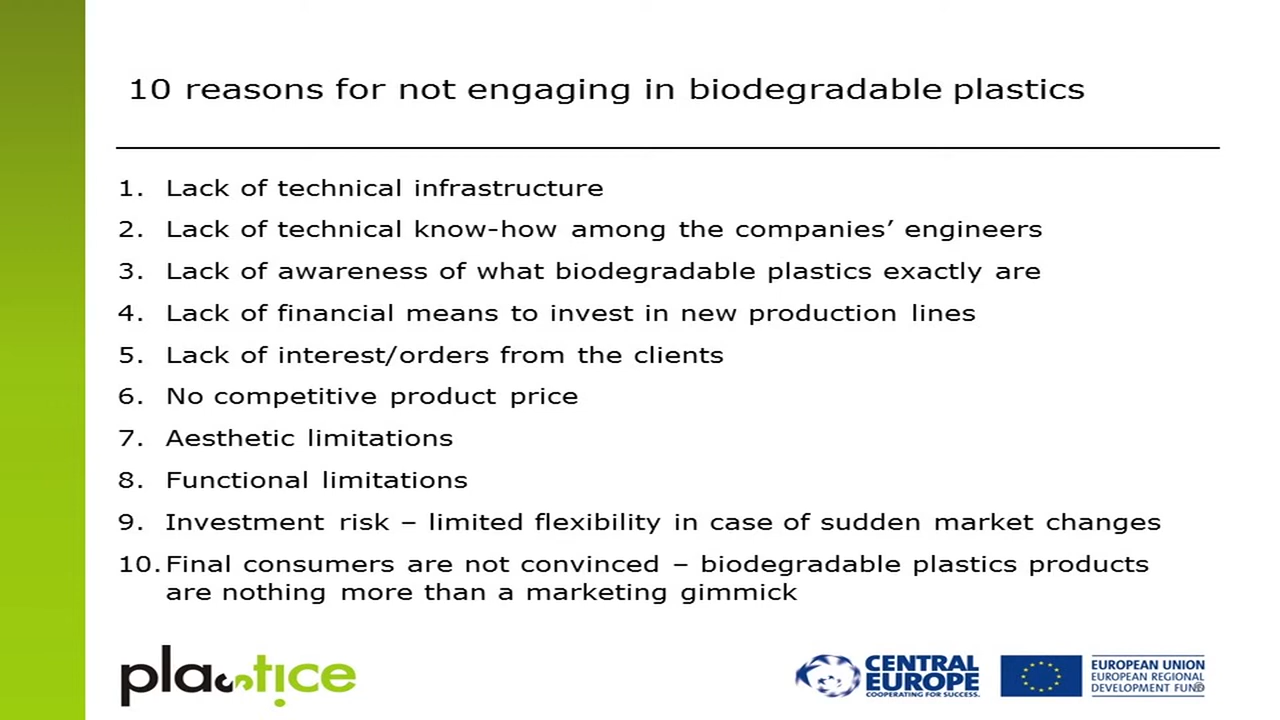 10 reasons for not engaging in biodegradable plastics
1. Lack of technical infrastructure
2. Lack of technical know-how among the companies’ engineers
3. Lack of awareness of what biodegradable plastics exactly are
4. Lack of financial means to invest in new production lines
5. Lack of interest/orders from the clients
6. No competitive product price
7. Aesthetic limitations
8. Functional limitations
9. Investment risk – limited flexibility in case of sudden market changes
10. Final consumers are not convinced – biodegradable plastics products
are nothing more than a marketing gimmick
plastice
CENTRAL
EUROPE
COOPERATING FOR SUCCESS.
EUROPEAN UNION
EUROPEAN REGIONAL
DEVELOPMENT FUND